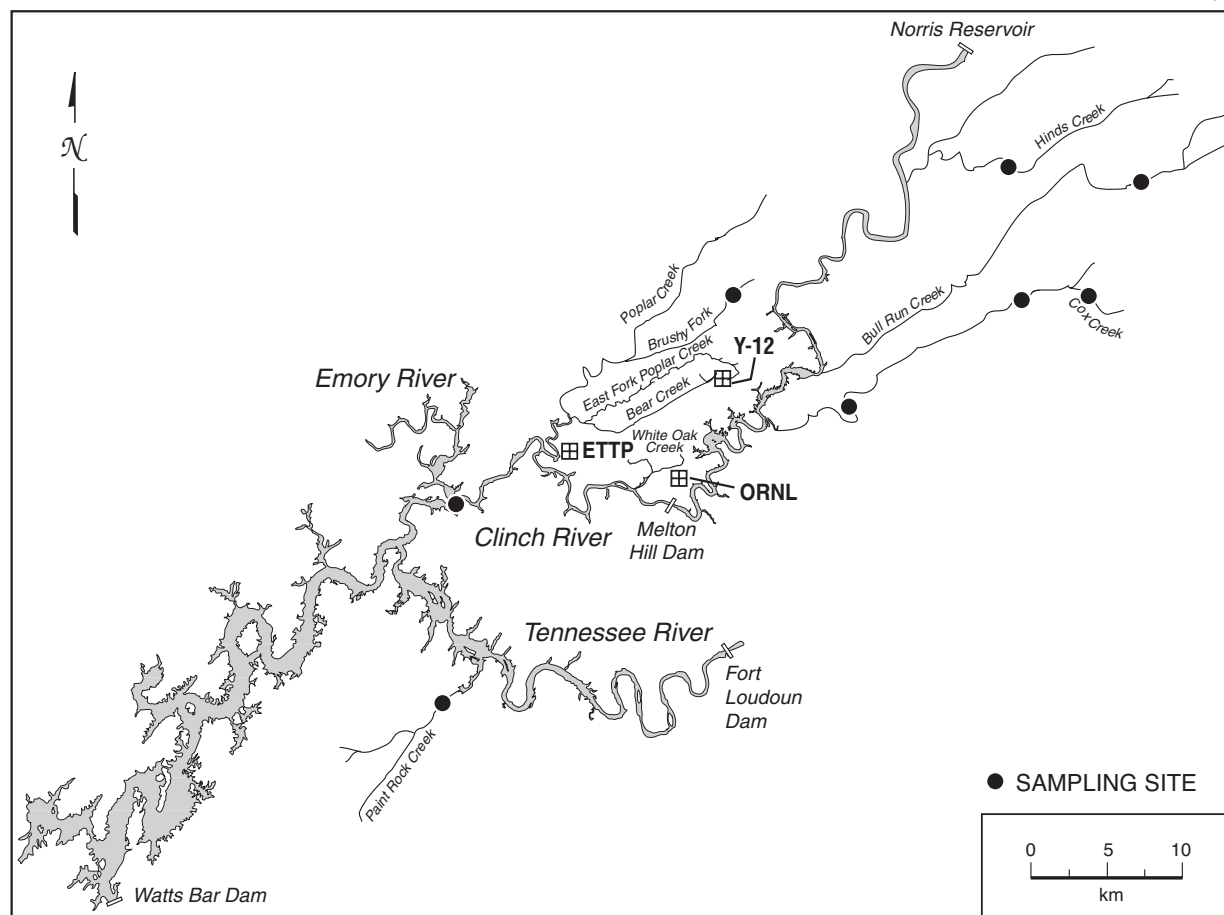 Norris Reservoir
N
Hinds Creek
Poplar Creek
Brushy Fork
Bull Run Creek
Cox Creek
Y-12
East Fork Poplar Creek
Bear Creek
Emory River
White Oak
Creek
ETTP
ORNL
Clinch River
Melton
Hill Dam
Tennessee River
Fort
Loudoun
Dam
Paint Rock Creek
SAMPLING SITE
0 5 10
km
Watts Bar Dam